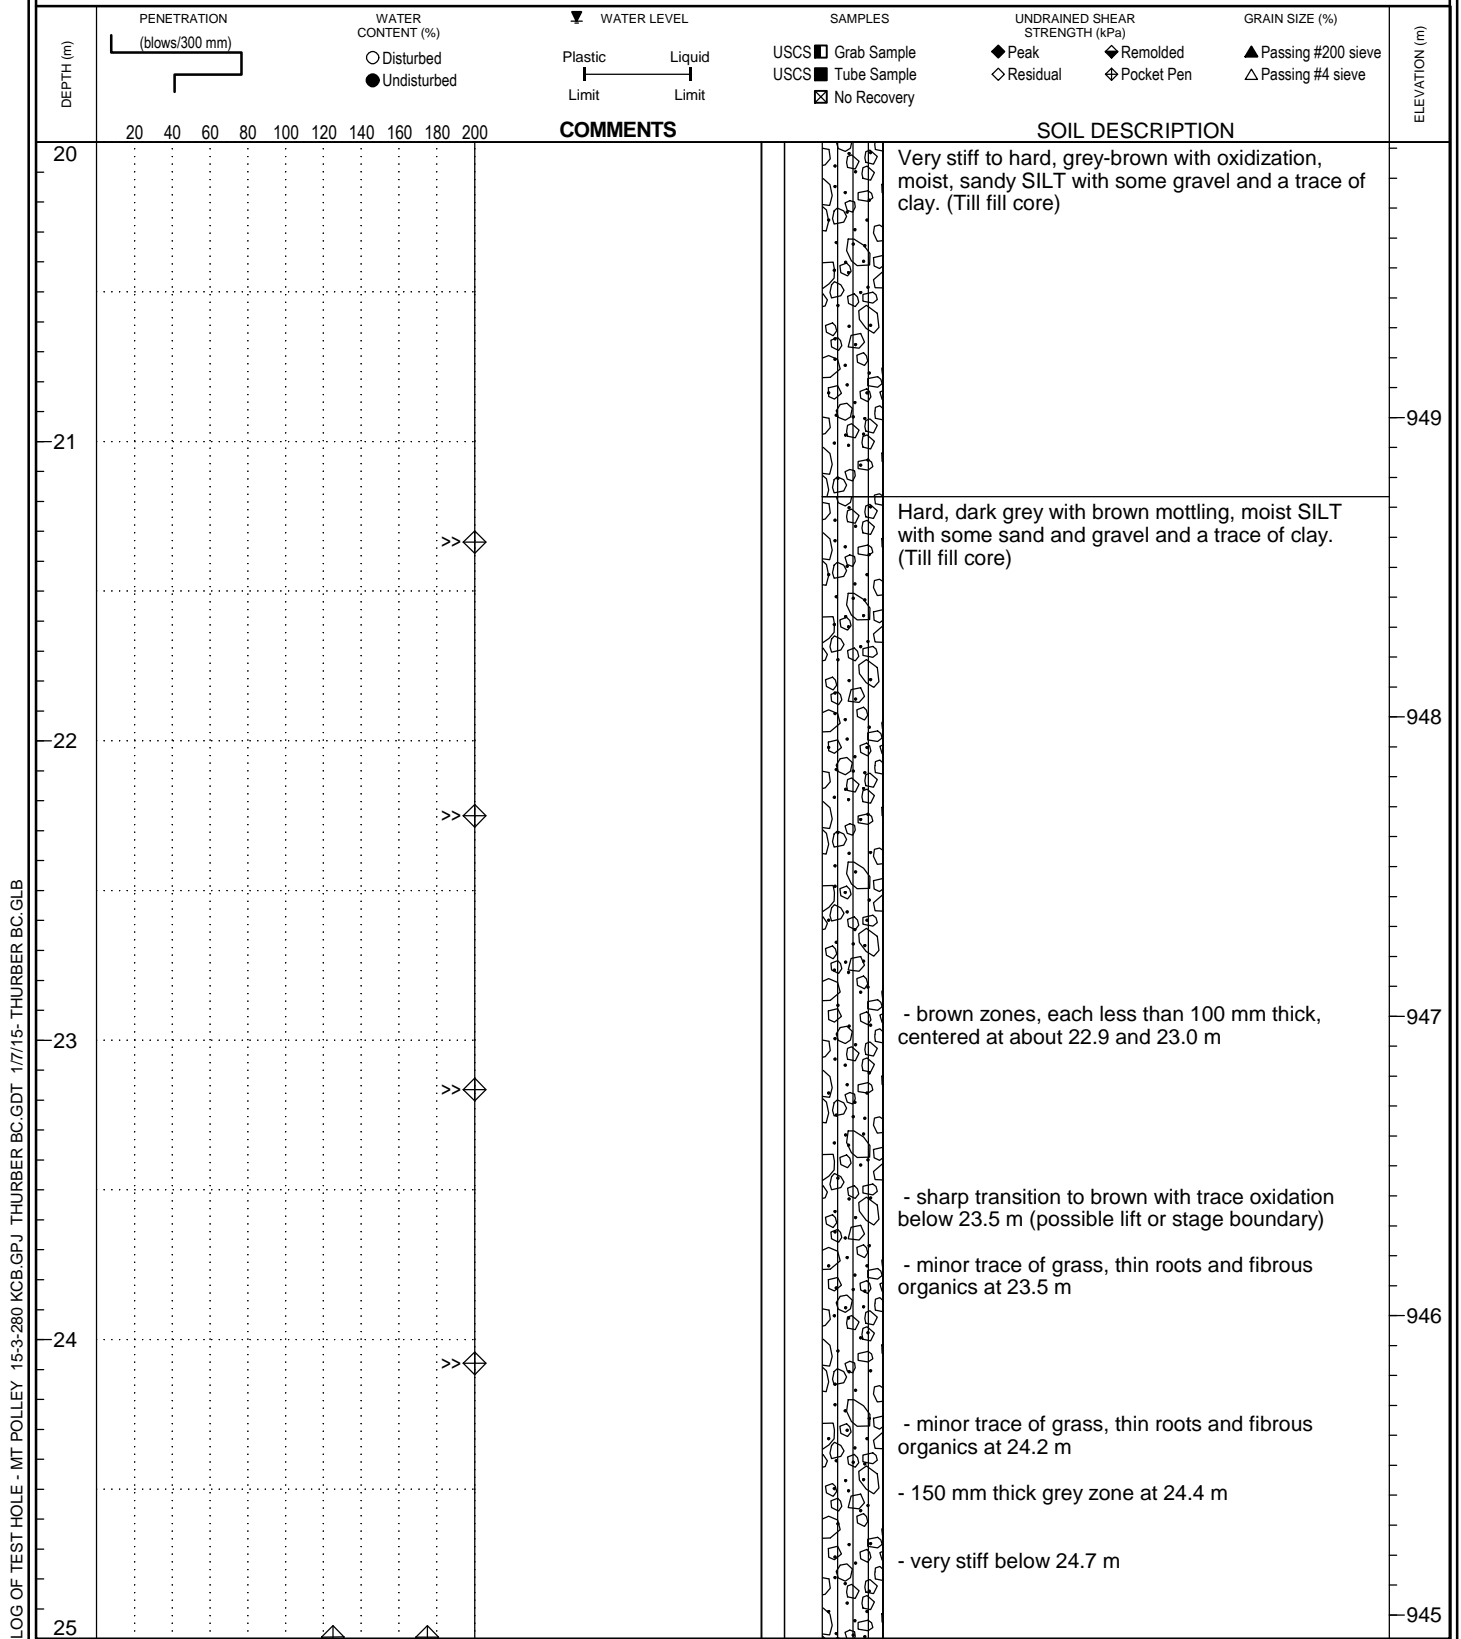 PENETRATION
(blows/300 mm)
WATER
CONTENT (%)
Disturbed
Undisturbed
WATER LEVEL
Plastic Liquid
Limit Limit
SAMPLES
USCS Grab Sample
USCS Tube Sample
No Recovery
UNDRAINED SHEAR
STRENGTH (kPa)
Peak Remolded
Residual Pocket Pen
GRAIN SIZE (%)
Passing #200 sieve
Passing #4 sieve
DEPTH (m)
ELEVATION (m)
20 40 60 80 100 120 140 160 180 200
COMMENTS
SOIL DESCRIPTION
20
Very stiff to hard, grey-brown with oxidization,
moist, sandy SILT with some gravel and a trace of
clay. (Till fill core)
949
21
Hard, dark grey with brown mottling, moist SILT
with some sand and gravel and a trace of clay.
(Till fill core)
>>
948
22
>>
- brown zones, each less than 100 mm thick,
centered at about 22.9 and 23.0 m
947
23
>>
- sharp transition to brown with trace oxidation
below 23.5 m (possible lift or stage boundary)
- minor trace of grass, thin roots and fibrous
organics at 23.5 m
946
24
>>
- minor trace of grass, thin roots and fibrous
organics at 24.2 m
- 150 mm thick grey zone at 24.4 m
- very stiff below 24.7 m
945
25
LOG OF TEST HOLE - MT POLLEY 15-3-280 KCB.GPJ THURBER BC.GDT 1/7/15- THURBER BC.GLB